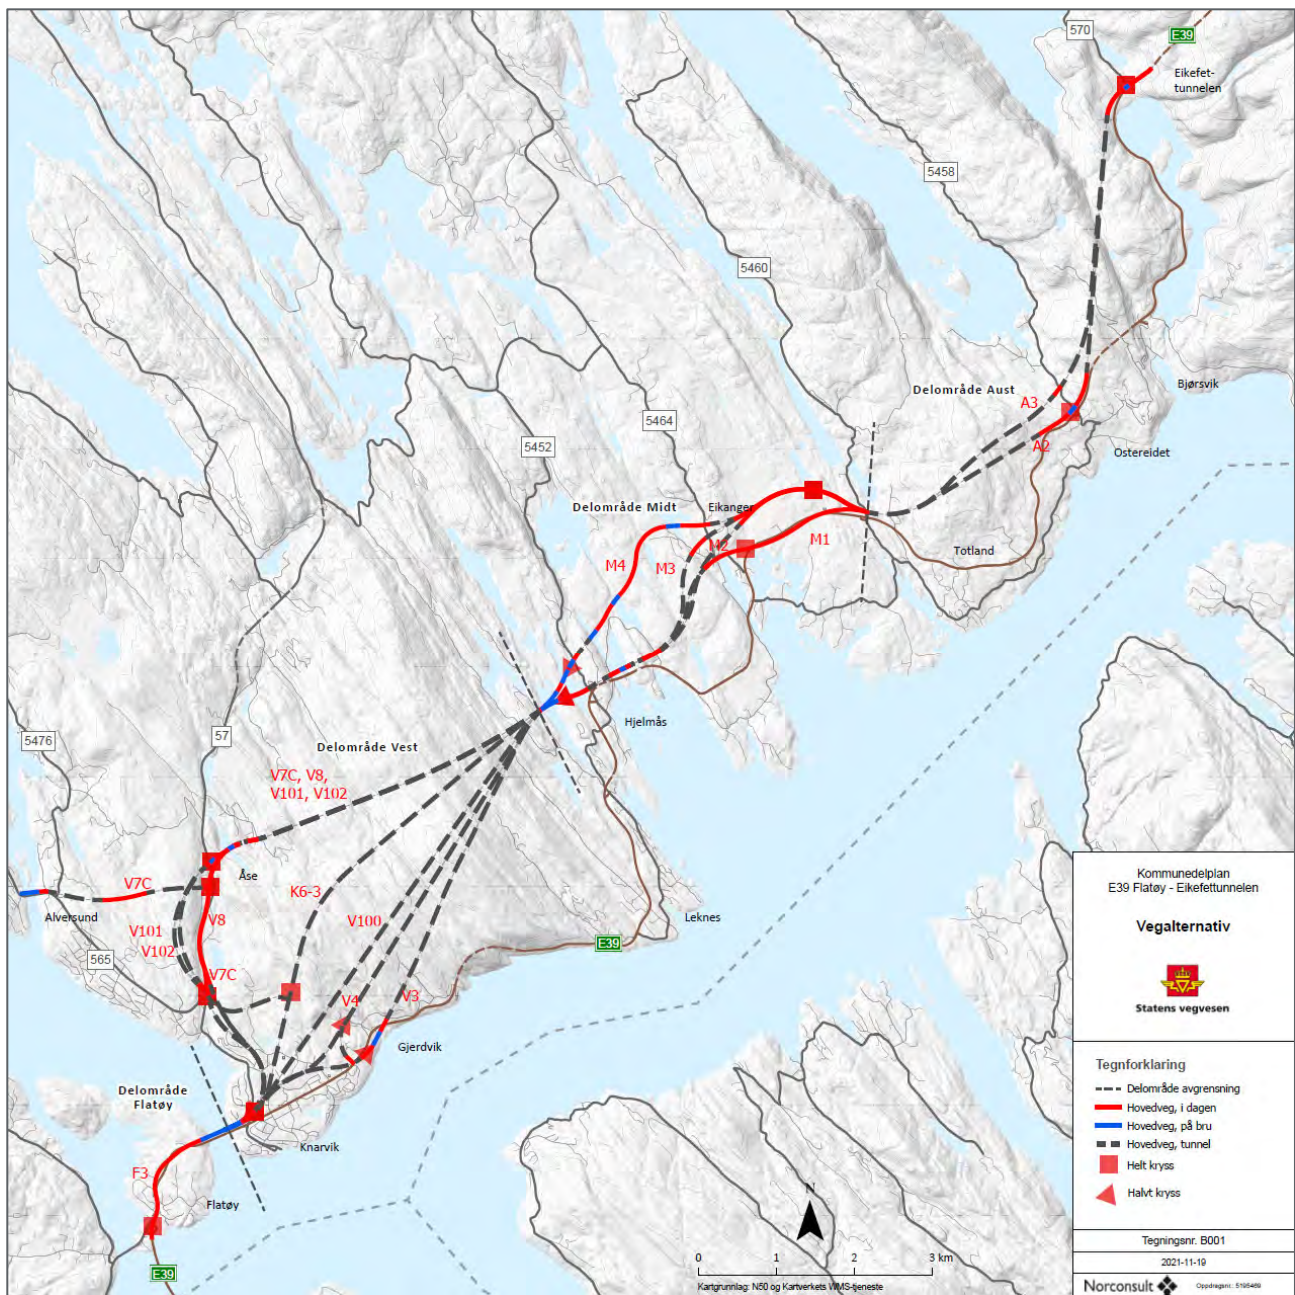 570
E39
Eikefet-
tunnelen
5458
5460
Delområde Aust
A3
Bjørsvik
A2
Ostereidet
5464
5452
Delområde Midt
Eikanger
M2
M1
M4
M3
Totland
Hjelmås
57
5476
Delområde Vest
V7C, V8,
V101, V102
Åse
V7C
K6-3
Alversund
V8
V100
Leknes
V101
V102
E39
565
V7C
V4
V3
Gjerdvik
Delområde
Flatøy
Knarvik
F3
Flatøy
E39
N
0 1 2 3 km
Kartgrunnlag: N50 og Kartverkets WMS-tjeneste
Kommunedelplan
E39 Flatøy - Eikefettunnelen
Vegalternativ
Statens vegvesen
Tegnforklaring
Delområde avgrensning
Hovedveg, i dagen
Hovedveg, på bru
Hovedveg, tunnel
Helt kryss
Halvt kryss
Tegningsnr. B001
2021-11-19
Norconsult Oppdragsnr.: 5195469